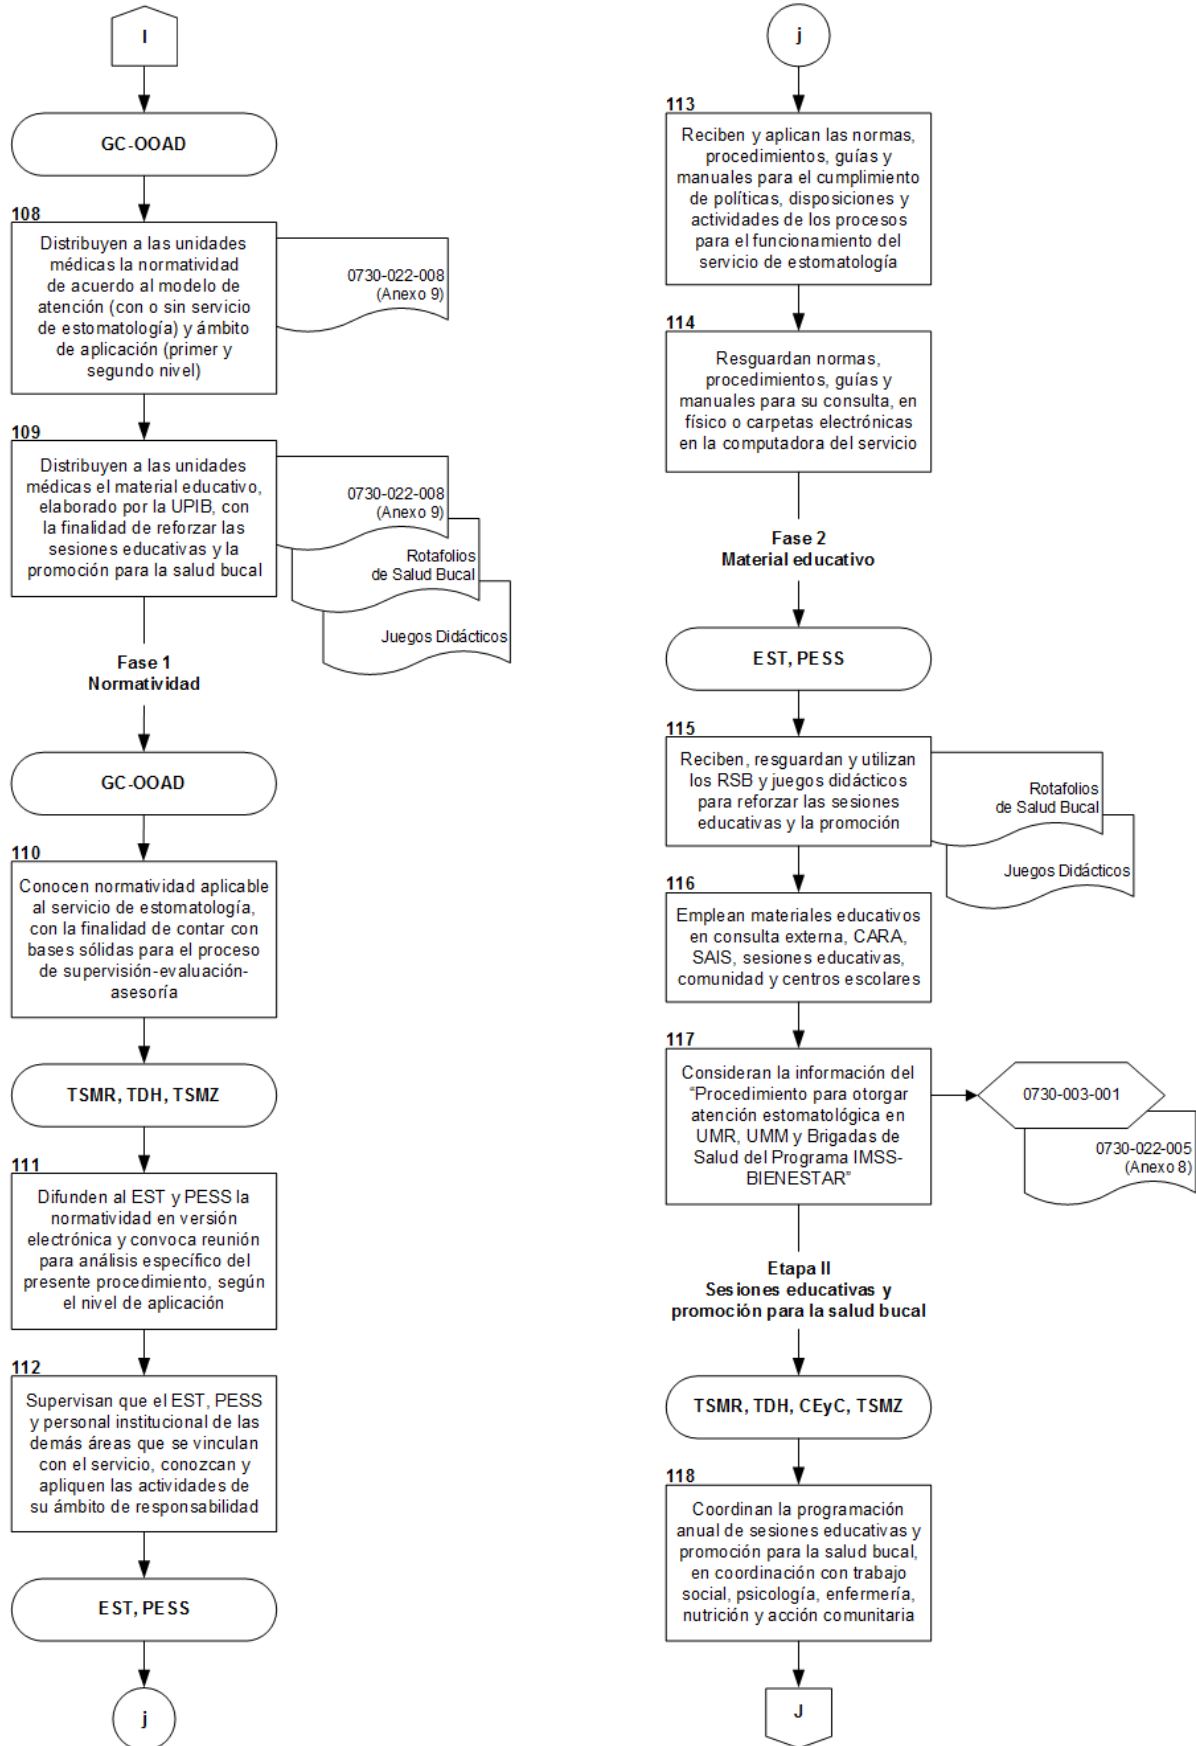 I
GC-OOAD
108
Distribuyen a las unidades
médicas la normatividad
de acuerdo al modelo de
atención (con o sin servicio
de estomatología) y ámbito
de aplicación (primer y
segundo nivel)
0730-022-008
(Anexo 9)
109
Distribuyen a las unidades
médicas el material educativo,
elaborado por la UPIB, con
la finalidad de reforzar las
sesiones educativas y la
promoción para la salud bucal
0730-022-008
(Anexo 9)
Rotafolios
de Salud Bucal
Juegos Didácticos
Fase 1
Normatividad
GC-OOAD
110
Conocen normatividad aplicable
al servicio de estomatología,
con la finalidad de contar con
bases sólidas para el proceso
de supervisión-evaluación-
asesoría
TSMR, TDH, TSMZ
111
Difunden al EST y PESS la
normatividad en versión
electrónica y convoca reunión
para análisis específico del
presente procedimiento, según
el nivel de aplicación
112
Supervisan que el EST, PESS
y personal institucional de las
demás áreas que se vinculan
con el servicio, conozcan y
apliquen las actividades de
su ámbito de responsabilidad
EST, PESS
j
j
113
Reciben y aplican las normas,
procedimientos, guías y
manuales para el cumplimiento
de políticas, disposiciones y
actividades de los procesos
para el funcionamiento del
servicio de estomatología
114
Resguardan normas,
procedimientos, guías y
manuales para su consulta, en
físico o carpetas electrónicas
en la computadora del servicio
Fase 2
Material educativo
EST, PESS
115
Reciben, resguardan y utilizan
los RSB y juegos didácticos
para reforzar las sesiones
educativas y la promoción
Rotafolios
de Salud Bucal
Juegos Didácticos
116
Emplean materiales educativos
en consulta externa, CARA,
SAIS, sesiones educativas,
comunidad y centros escolares
117
Consideran la información del
“Procedimiento para otorgar
atención estomatológica en
UMR, UMM y Brigadas de
Salud del Programa IMSS-
BIENESTAR”
0730-003-001
0730-022-005
(Anexo 8)
Etapa II
Sesiones educativas y
promoción para la salud bucal
TSMR, TDH, CEyC, TSMZ
118
Coordinan la programación
anual de sesiones educativas y
promoción para la salud bucal,
en coordinación con trabajo
social, psicología, enfermería,
nutrición y acción comunitaria
J